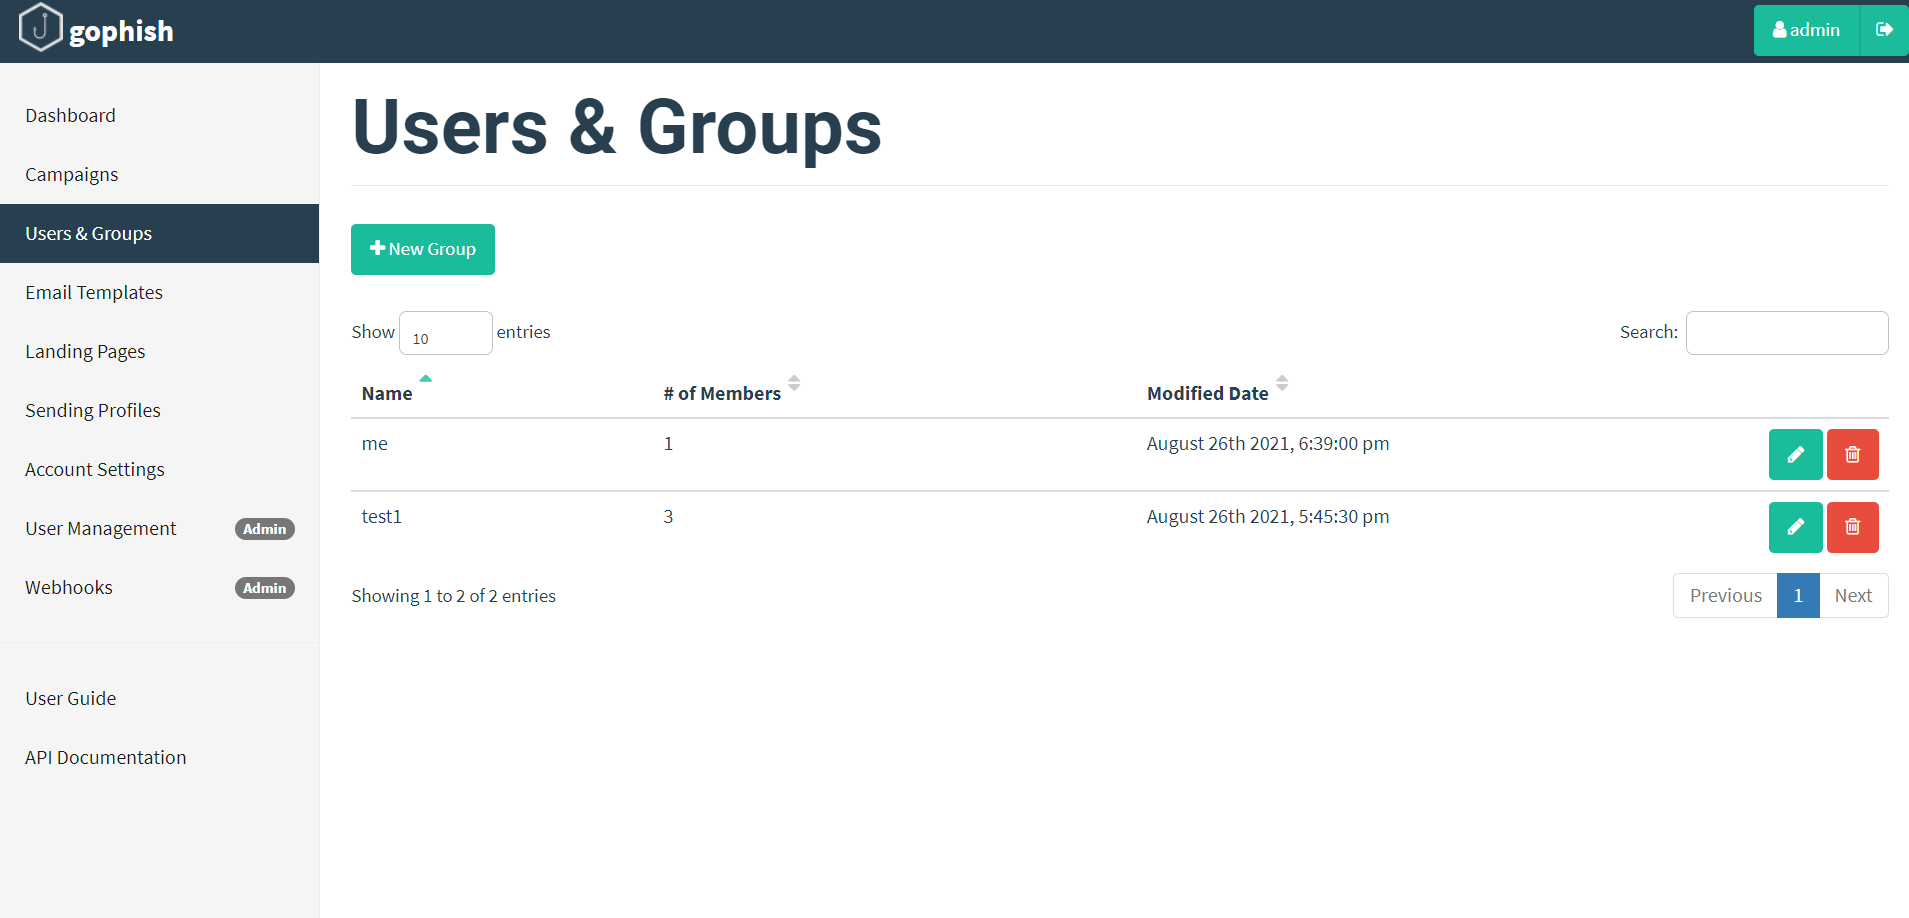 gophish
admin
Dashboard
Campaigns
Users & Groups
Email Templates
Landing Pages
Sending Profiles
Account Settings
User Management Admin
Webhooks Admin
User Guide
API Documentation
Users & Groups
New Group
Show 10 entries
Search:
Name # of Members Modified Date
me 1 August 26th 2021, 6:39:00 pm
test1 3 August 26th 2021, 5:45:30 pm
Showing 1 to 2 of 2 entries
Previous 1 Next